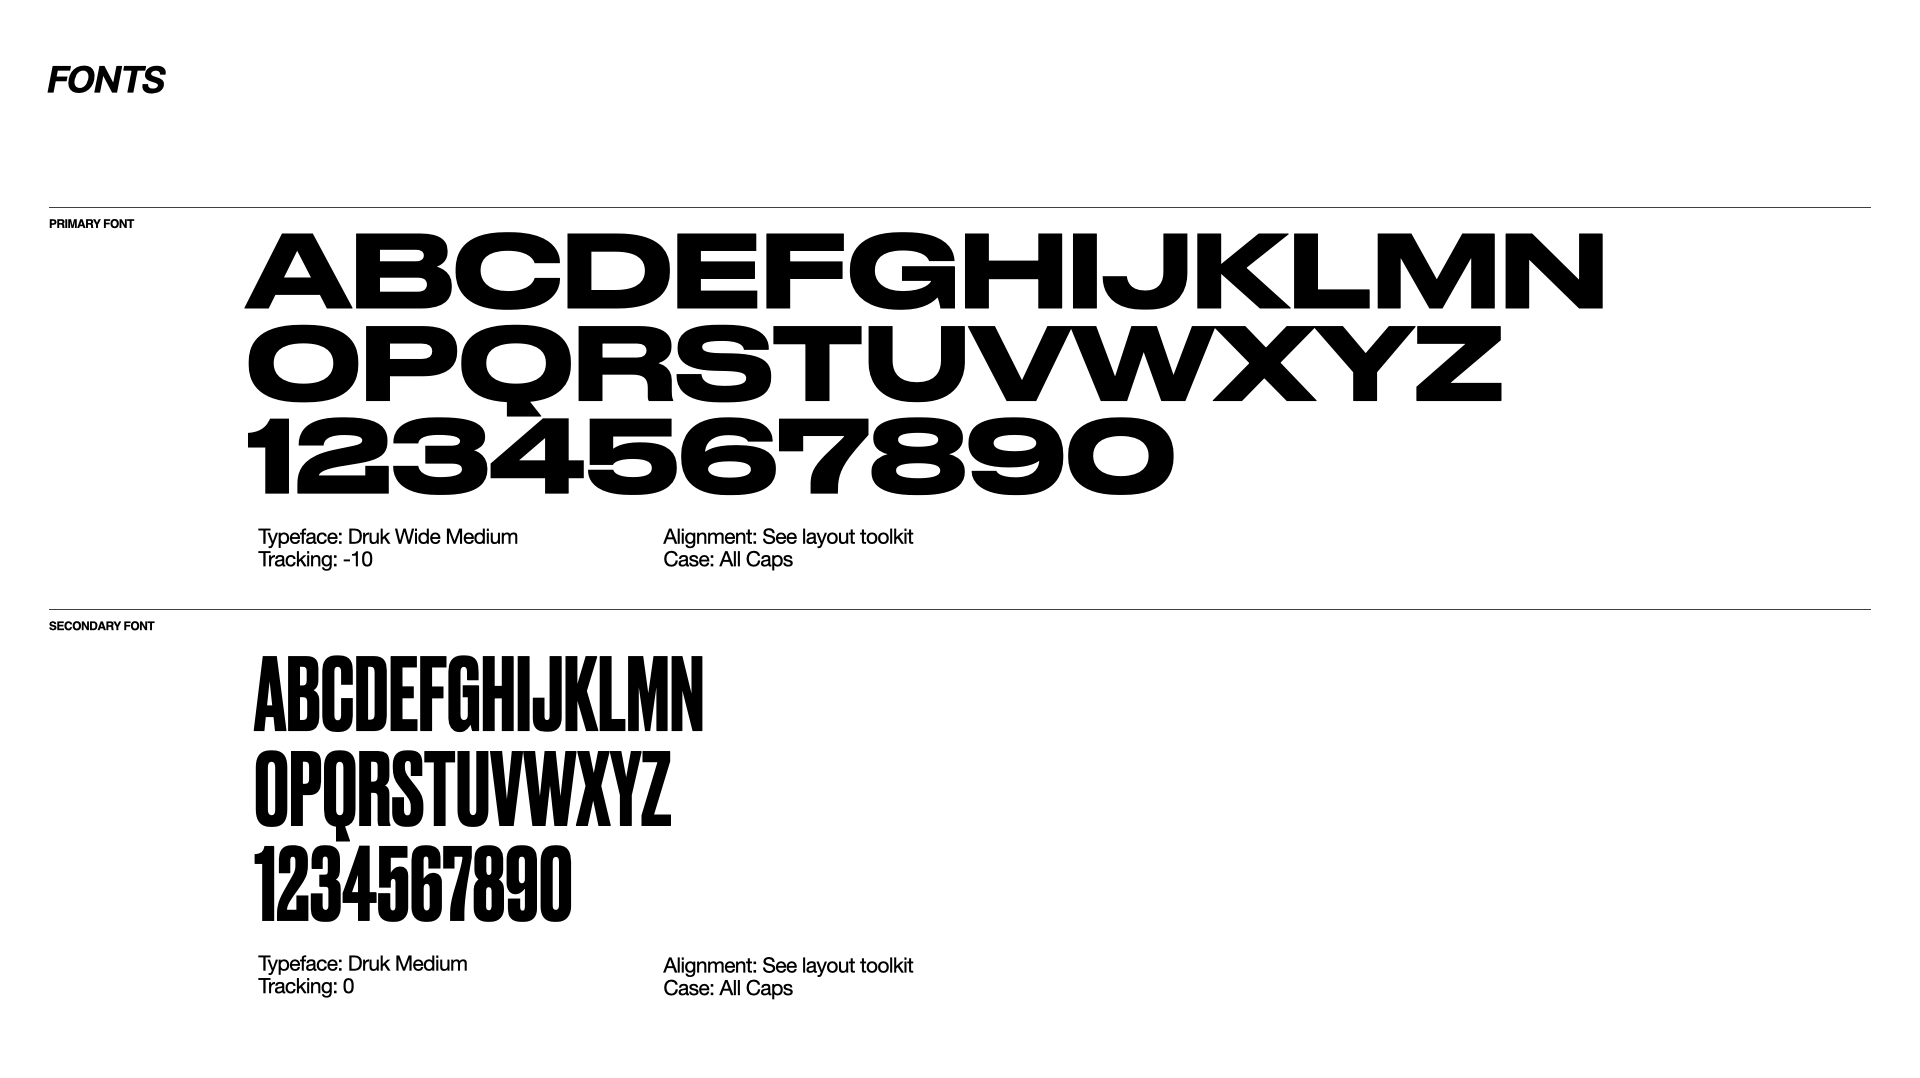 FONTS
PRIMARY FONT
ABCDEFGHIJKLMN
OPQRSTUVWXYZ
1234567890
Typeface: Druk Wide Medium
Tracking: -10
Alignment: See layout toolkit
Case: All Caps
SECONDARY FONT
ABCDEFGHIJKLMN
OPQRSTUVWXYZ
1234567890
Typeface: Druk Medium
Tracking: 0
Alignment: See layout toolkit
Case: All Caps